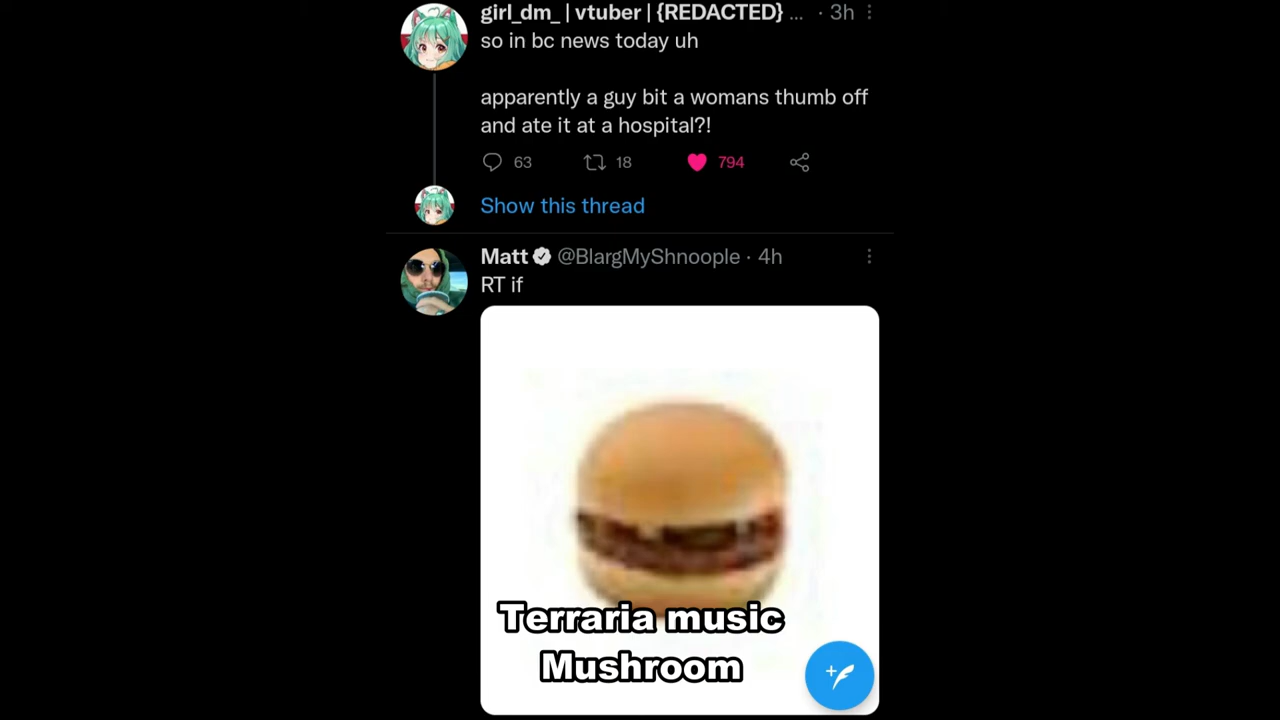 girl_dm_ | vtuber | {REDACTED} ... · 3h
so in bc news today uh
apparently a guy bit a womans thumb off
and ate it at a hospital?!
63 18 794
Show this thread
Matt @BlargMyShnoople · 4h
RT if
Terraria music
Mushroom